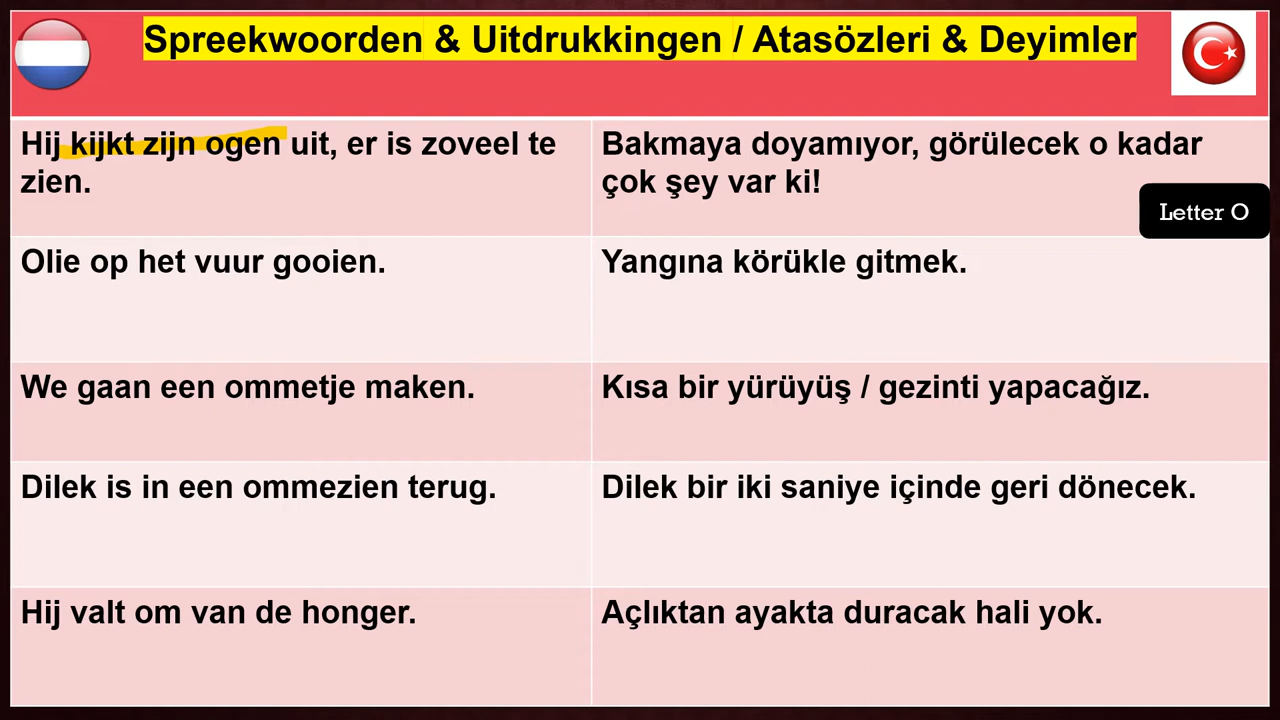 Spreekwoorden & Uitdrukkingen / Atasözleri & Deyimler
Hij kijkt zijn ogen uit, er is zoveel te
zien.
Bakmaya doyamıyor, görülecek o kadar
çok şey var ki!
Letter O
Olie op het vuur gooien.
Yangına körükle gitmek.
We gaan een ommetje maken.
Kısa bir yürüyüş / gezinti yapacağız.
Dilek is in een ommezien terug.
Dilek bir iki saniye içinde geri dönecek.
Hij valt om van de honger.
Açlıktan ayakta duracak hali yok.